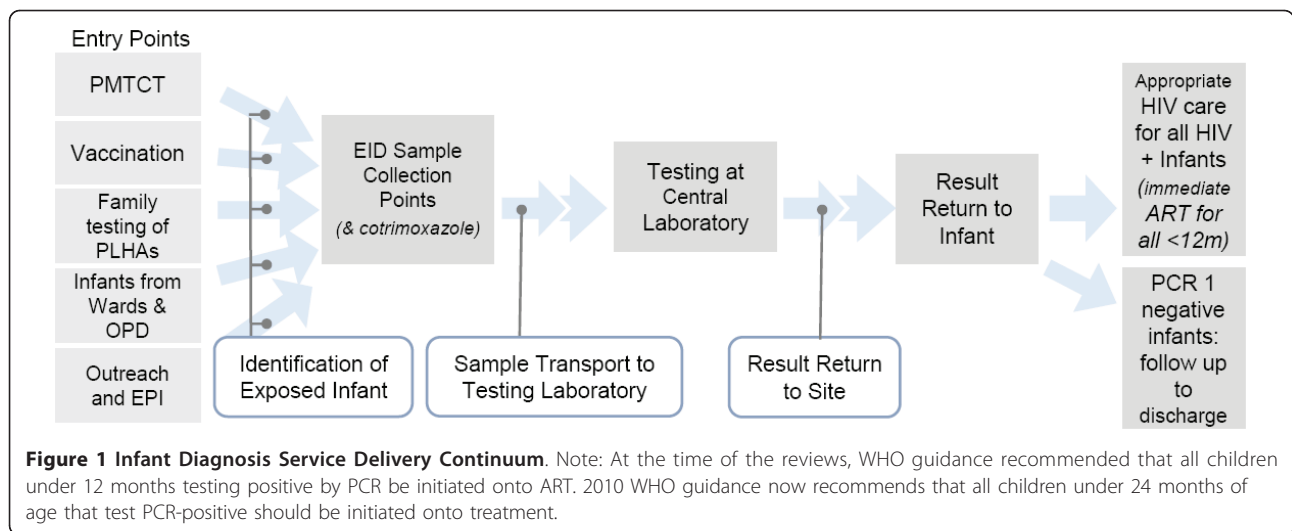 Entry Points
PMTCT
Vaccination
Family
testing of
PLHAs
Infants from
Wards &
OPD
Outreach
and EPI
EID Sample
Collection
Points
(& cotrimoxazole)
Testing at
Central
Laboratory
Result
Return to
Infant
Appropriate
HIV care
for all HIV
+ Infants
(immediate
ART for
all <12m)
PCR 1
negative
infants:
follow up
to
discharge
Identification of
Exposed Infant
Sample Transport to
Testing Laboratory
Result Return
to Site
Figure 1 Infant Diagnosis Service Delivery Continuum. Note: At the time of the reviews, WHO guidance recommended that all children
under 12 months testing positive by PCR be initiated onto ART. 2010 WHO guidance now recommends that all children under 24 months of
age that test PCR-positive should be initiated onto treatment.